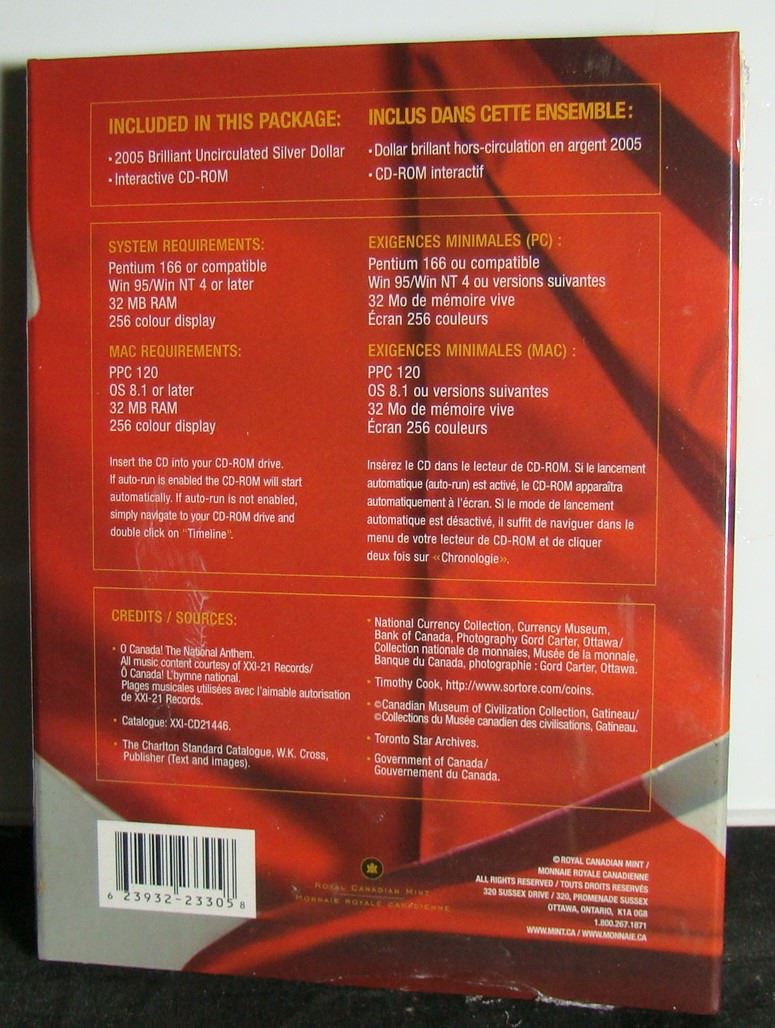 INCLUDED IN THIS PACKAGE:
• 2005 Brilliant Uncirculated Silver Dollar
• Interactive CD-ROM
INCLUS DANS CETTE ENSEMBLE :
• Dollar brillant hors-circulation en argent 2005
• CD-ROM interactif
SYSTEM REQUIREMENTS:
Pentium 166 or compatible
Win 95/Win NT 4 or later
32 MB RAM
256 colour display
MAC REQUIREMENTS:
PPC 120
OS 8.1 or later
32 MB RAM
256 colour display
Insert the CD into your CD-ROM drive.
If auto-run is enabled the CD-ROM will start
automatically. If auto-run is not enabled,
simply navigate to your CD-ROM drive and
double click on "Timeline".
EXIGENCES MINIMALES (PC) :
Pentium 166 ou compatible
Win 95/Win NT 4 ou versions suivantes
32 Mo de mémoire vive
Écran 256 couleurs
EXIGENCES MINIMALES (MAC) :
PPC 120
OS 8.1 ou versions suivantes
32 Mo de mémoire vive
Écran 256 couleurs
Insérez le CD dans le lecteur de CD-ROM. Si le lancement
automatique (auto-run) est activé, le CD-ROM apparaîtra
automatiquement à l'écran. Si le mode de lancement
automatique est désactivé, il suffit de naviguer dans le
menu de votre lecteur de CD-ROM et de cliquer
deux fois sur «Chronologie».
CREDITS / SOURCES:
• O Canada! The National Anthem.
All music content courtesy of XXI-21 Records/
Ô Canada! L'hymne national.
Plages musicales utilisées avec l'aimable autorisation
de XXI-21 Records.
• Catalogue: XXI-CD21446.
• The Charlton Standard Catalogue, W.K. Cross,
Publisher (Text and images).
• National Currency Collection, Currency Museum,
Bank of Canada, Photography Gord Carter, Ottawa/
Collection nationale de monnaies, Musée de la monnaie,
Banque du Canada, photographie : Gord Carter, Ottawa.
• Timothy Cook, http://www.sortore.com/coins.
• ©Canadian Museum of Civilization Collection, Gatineau/
©Collections du Musée canadien des civilisations, Gatineau.
• Toronto Star Archives.
• Government of Canada/
Gouvernement du Canada.
6 23932-23305 8
ROYAL CANADIAN MINT
MONNAIE ROYALE CANADIENNE
© ROYAL CANADIAN MINT /
MONNAIE ROYALE CANADIENNE
ALL RIGHTS RESERVED / TOUTS DROITS RESERVÉS
320 SUSSEX DRIVE / 320, PROMENADE SUSSEX
OTTAWA, ONTARIO, K1A 0G8
1.800.267.1871
WWW.MINT.CA / WWW.MONNAIE.CA